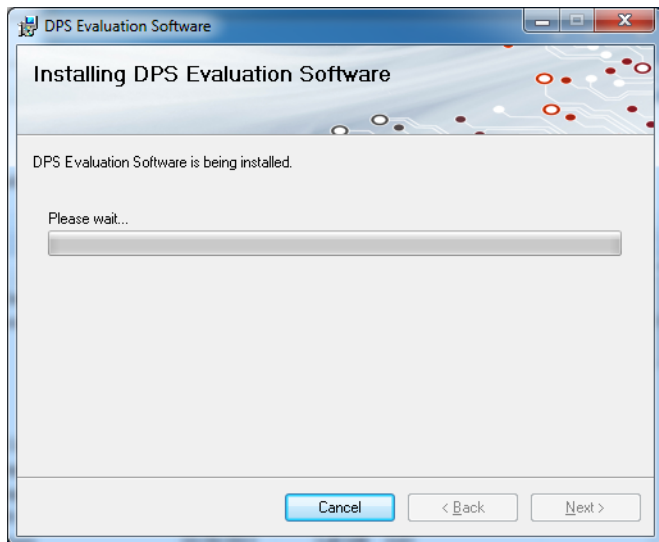 DPS Evaluation Software
Installing DPS Evaluation Software
DPS Evaluation Software is being installed.
Please wait...
Cancel
< Back
Next >